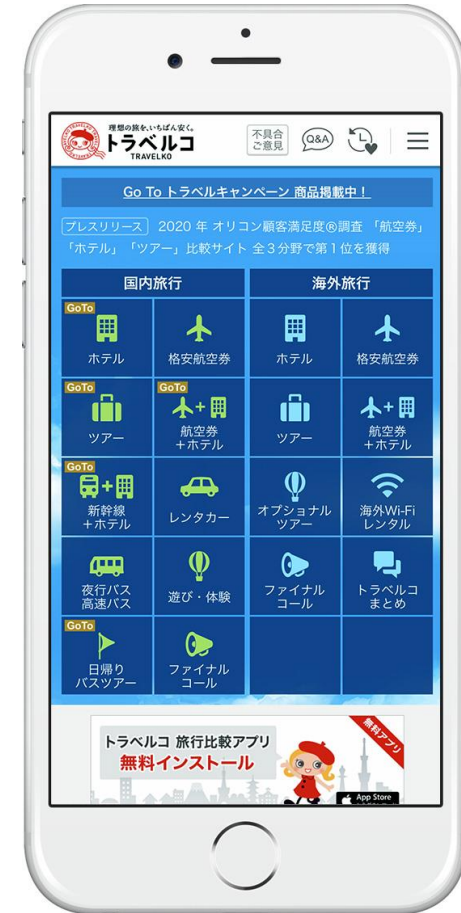 理想の旅を、いちばん安く。
トラベルコ
TRAVELKO
不具合
ご意見
Q&A
Go To トラベルキャンペーン 商品掲載中！
プレスリリース 2020 年 オリコン顧客満足度®調査 「航空券」
「ホテル」「ツアー」比較サイト 全３分野で第１位を獲得
国内旅行
海外旅行
GoTo
ホテル
格安航空券
ホテル
格安航空券
GoTo
ツアー
GoTo
航空券
＋ホテル
ツアー
航空券
＋ホテル
GoTo
新幹線
＋ホテル
レンタカー
オプショナル
ツアー
海外Wi-Fi
レンタル
夜行バス
高速バス
遊び・体験
ファイナル
コール
トラベルコ
まとめ
GoTo
日帰り
バスツアー
ファイナル
コール
トラベルコ 旅行比較アプリ
無料インストール
無料アプリ
App Store